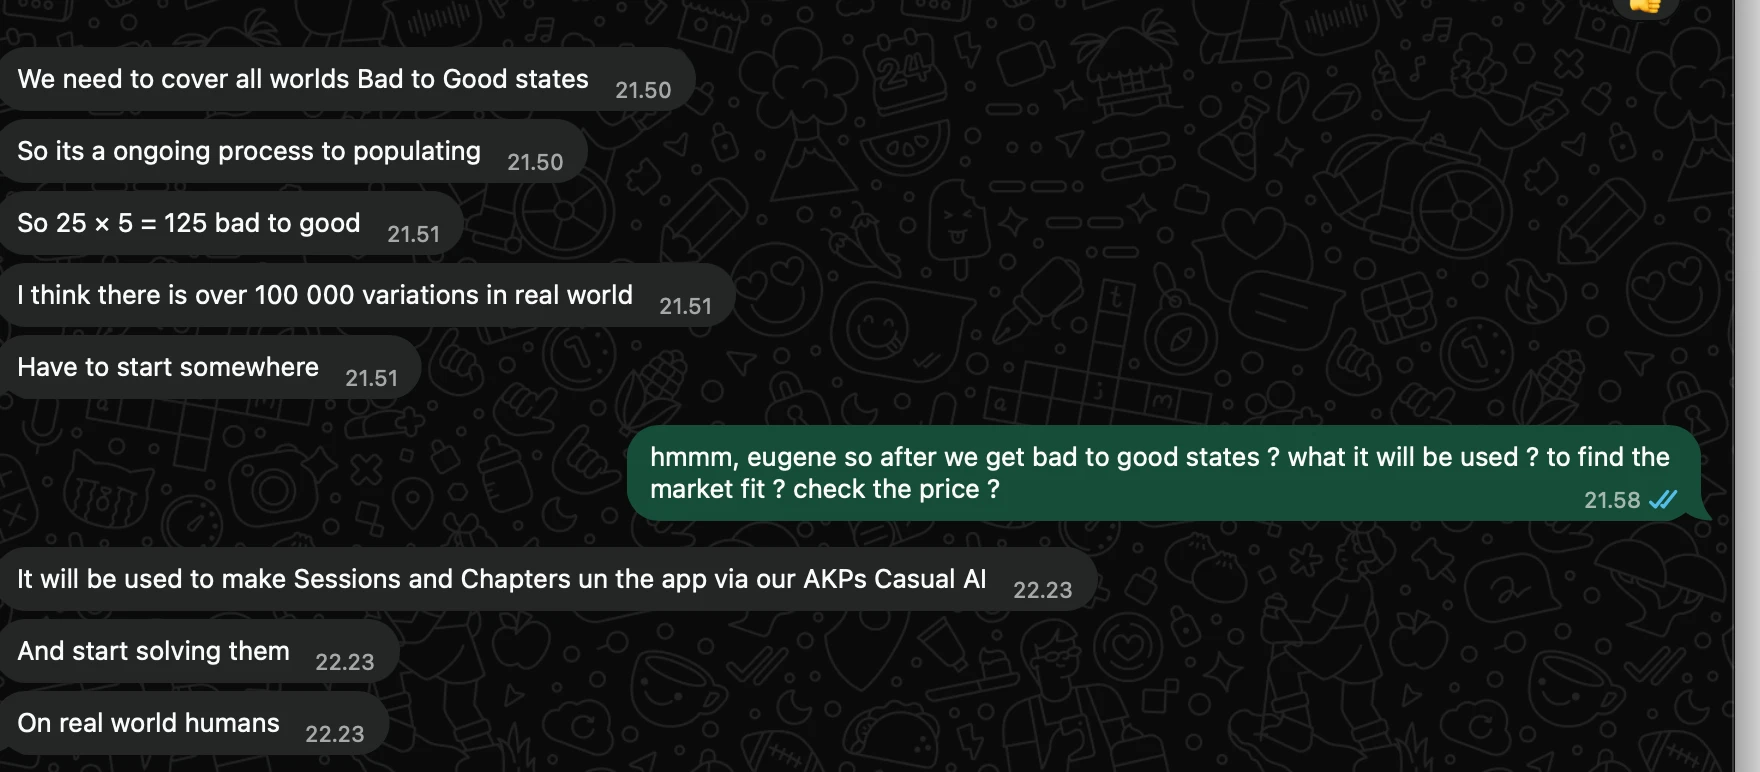 We need to cover all worlds Bad to Good states 21.50
So its a ongoing process to populating 21.50
So 25 × 5 = 125 bad to good 21.51
I think there is over 100 000 variations in real world 21.51
Have to start somewhere 21.51
hmmm, eugene so after we get bad to good states ? what it will be used ? to find the
market fit ? check the price ? 21.58
It will be used to make Sessions and Chapters un the app via our AKPs Casual AI 22.23
And start solving them 22.23
On real world humans 22.23